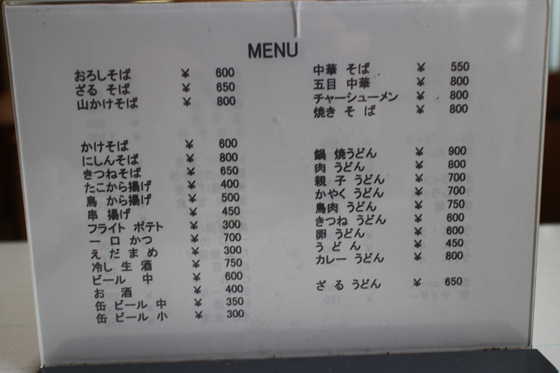 MENU
おろしそば ¥ 600
ざる そば ¥ 650
山かけそば ¥ 800
かけそば ¥ 600
にしんそば ¥ 800
きつねそば ¥ 650
たこから揚げ ¥ 400
鳥 から揚げ ¥ 500
串 揚げ ¥ 450
フライト ポテト ¥ 300
一 口 かつ ¥ 700
え だ ま め ¥ 300
冷し 生 酒 ¥ 750
ビール 中 ¥ 600
お 酒 ¥ 400
缶 ビール 中 ¥ 350
缶 ビール 小 ¥ 300
中華 そば ¥ 550
五目 中華 ¥ 800
チャーシューメン ¥ 800
焼き そ ば ¥ 800
鍋 焼うどん ¥ 900
肉 うどん ¥ 800
親 子 うどん ¥ 700
かやく うどん ¥ 700
鳥肉 うどん ¥ 750
きつね うどん ¥ 600
卵 うどん ¥ 600
う ど ん ¥ 450
カレー うどん ¥ 800
ざ る うどん ¥ 650